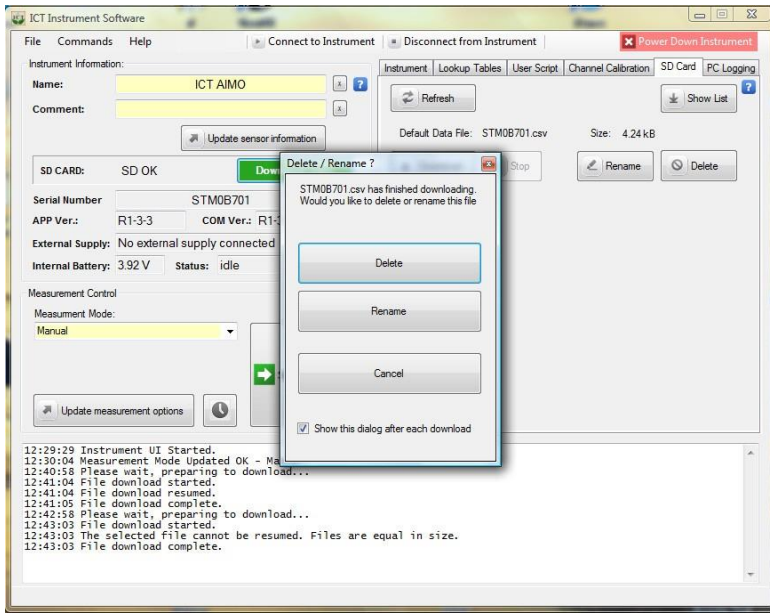 ICT Instrument Software
File Commands Help
Connect to Instrument
Disconnect from Instrument
Power Down Instrument
Instrument Information:
Name: ICT AIMO x ?
Comment: x
Update sensor information
SD CARD: SD OK
Serial Number STM0B701
APP Ver.: R1-3-3 COM Ver.:
External Supply: No external supply connected
Internal Battery: 3.92 V Status: idle
Measurement Control
Measurment Mode:
Manual
Update measurement options
Instrument Lookup Tables User Script Channel Calibration SD Card PC Logging
Refresh Show List ?
Default Data File: STM0B701.csv Size: 4.24 kB
Stop Rename Delete
Delete / Rename ?
STM0B701.csv has finished downloading.
Would you like to delete or rename this file
Delete
Rename
Cancel
Show this dialog after each download
12:29:29 Instrument UI Started.
12:30:04 Measurement Mode Updated OK - Ma
12:40:58 Please wait, preparing to download...
12:41:04 File download started.
12:41:04 File download resumed.
12:41:05 File download complete.
12:42:58 Please wait, preparing to download...
12:43:03 File download started.
12:43:03 The selected file cannot be resumed. Files are equal in size.
12:43:03 File download complete.